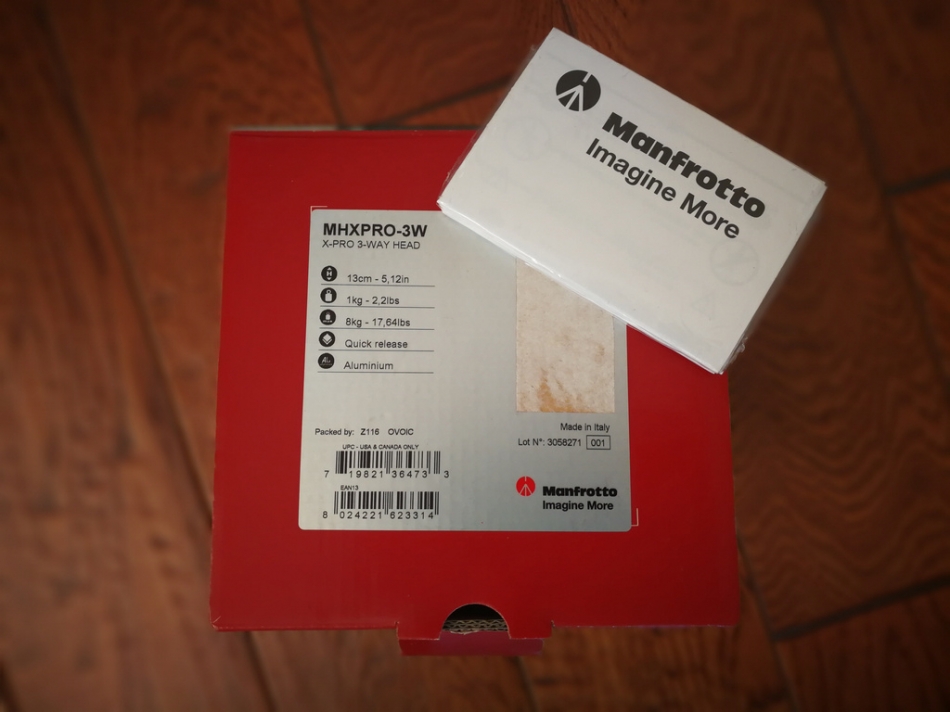 Manfrotto
Imagine More
MHXPRO-3W
X-PRO 3-WAY HEAD
13cm - 5,12in
1kg - 2,2lbs
8kg - 17,64lbs
Quick release
Aluminium
Packed by: Z116 OVOIC
UPC - USA & CANADA ONLY
7 19821 36473 3
EAN13
8 024221 623314
Made in Italy
Lot N°: 3058271 001
Manfrotto
Imagine More